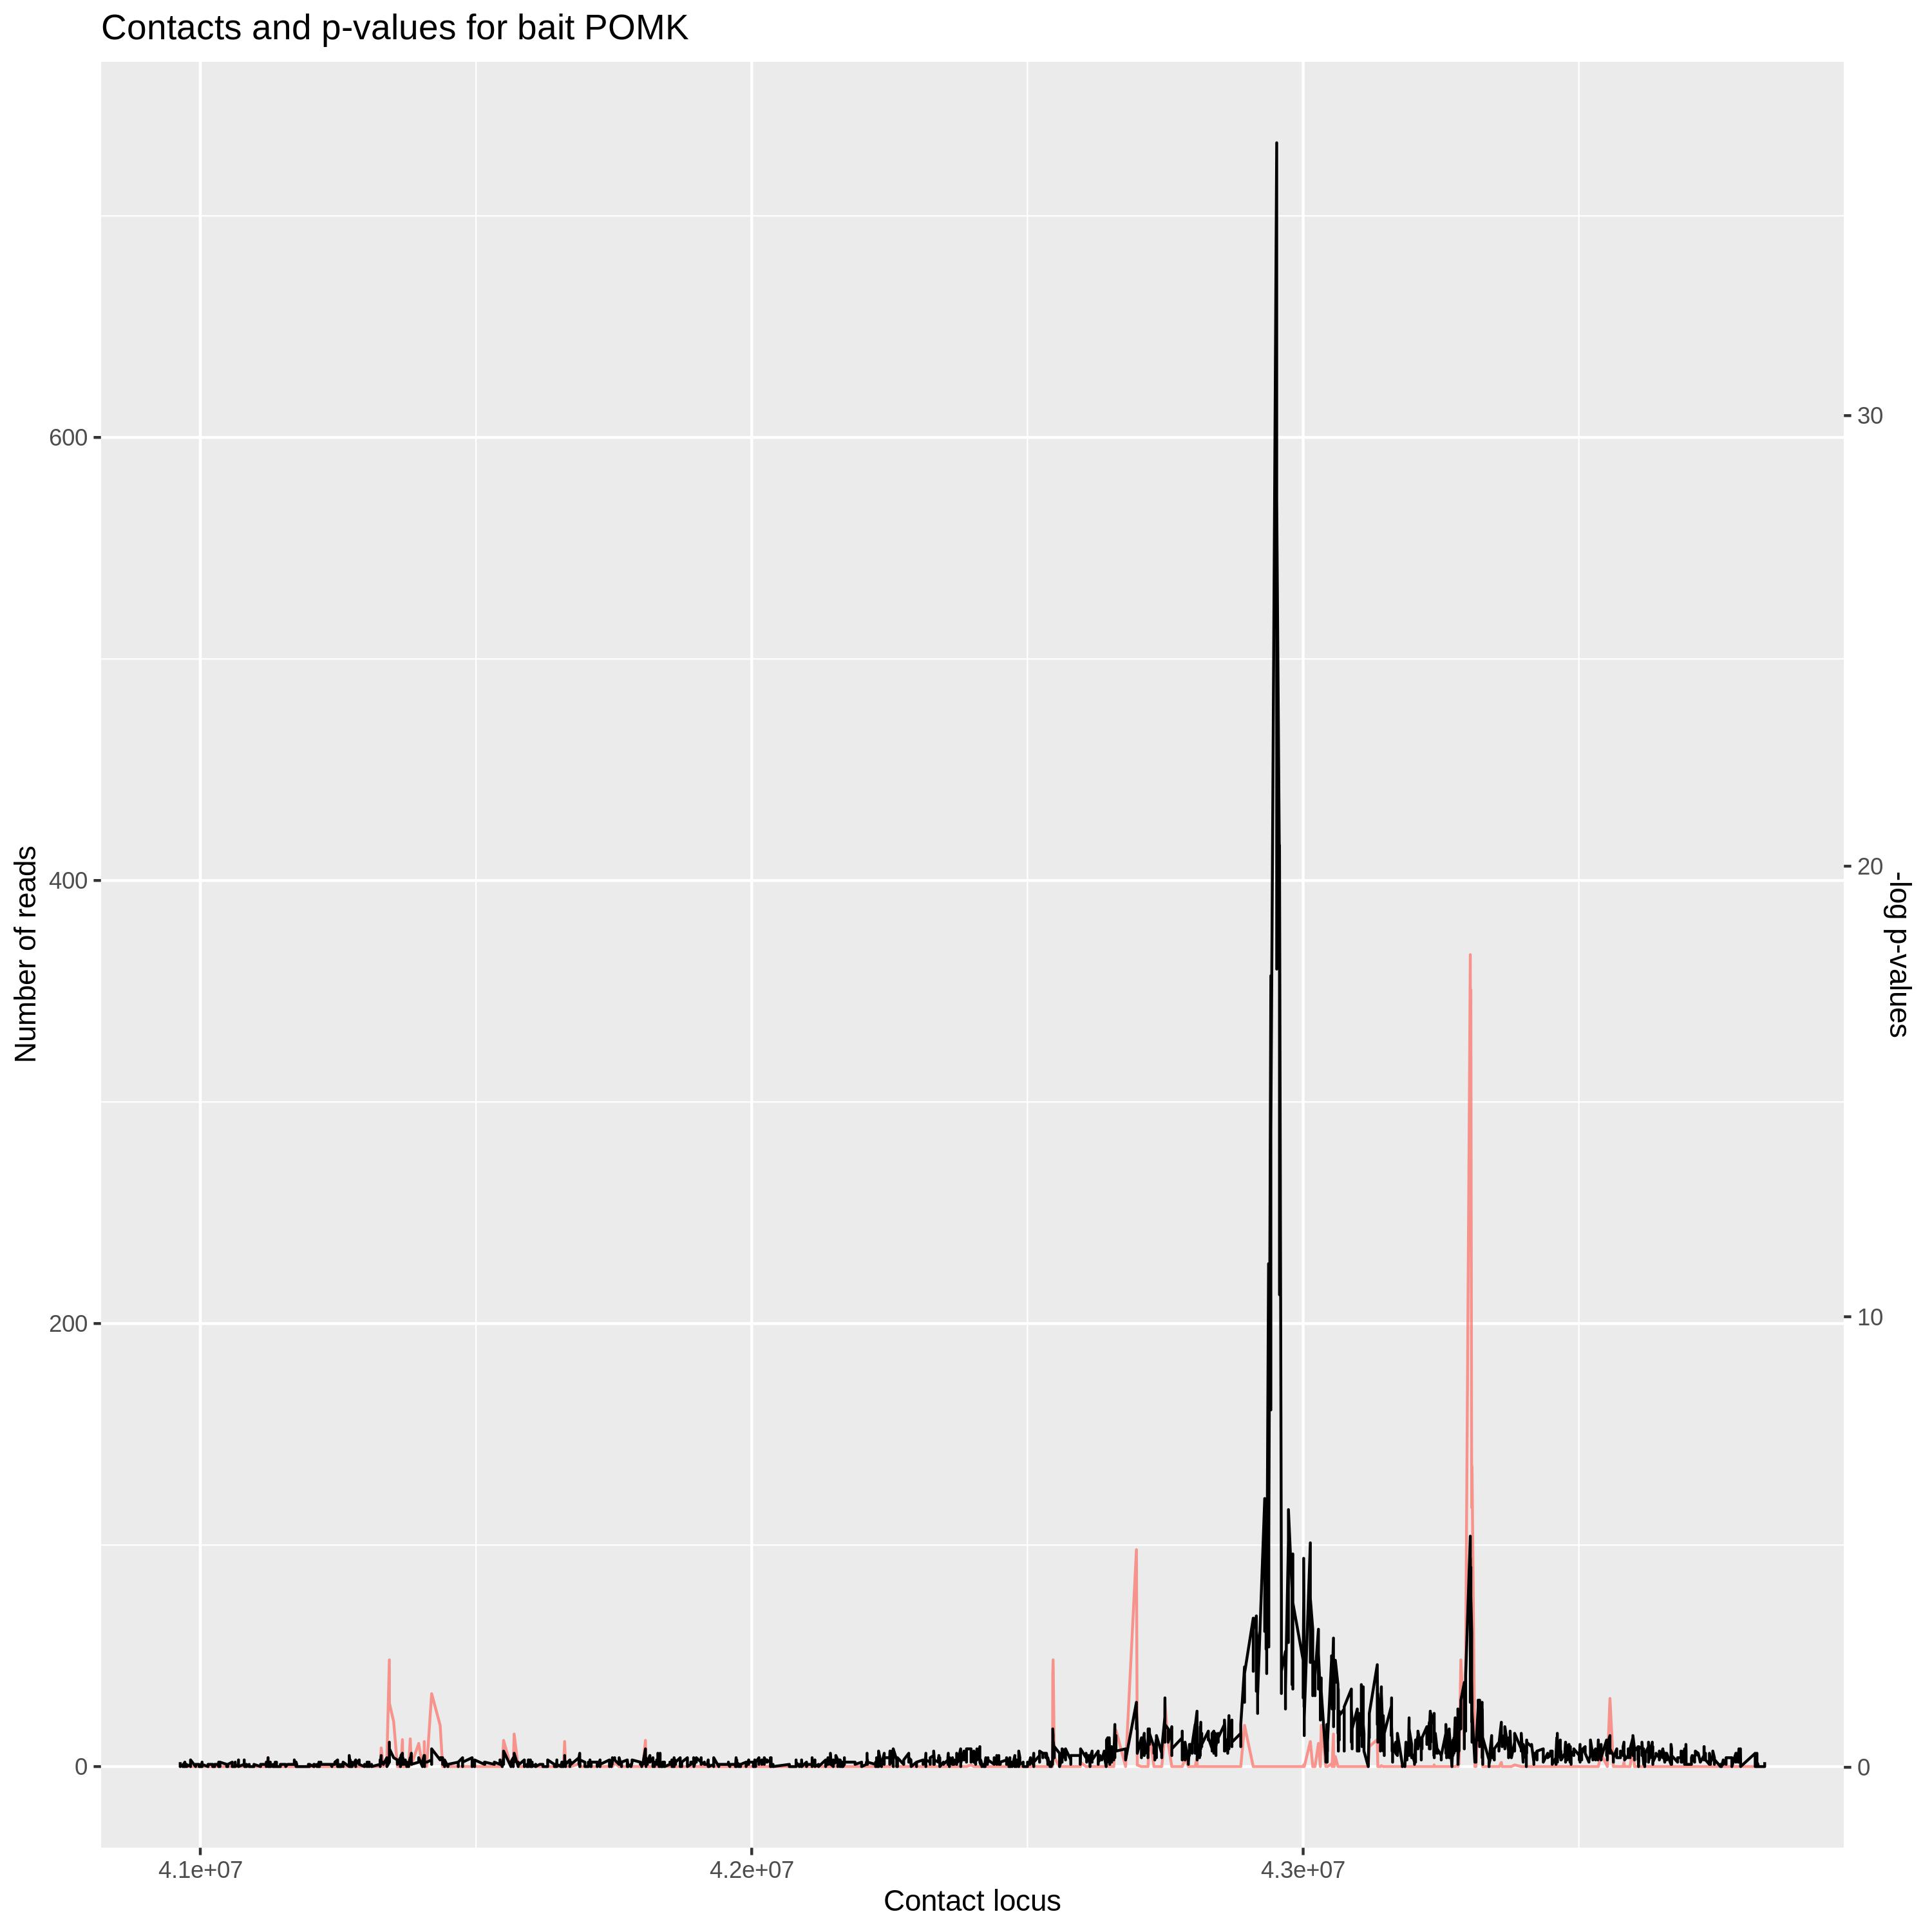 Contacts and p-values for bait POMK
Number of reads
600
400
200
0
30
20
10
0
-log p-values
4.1e+07 4.2e+07 4.3e+07
Contact locus